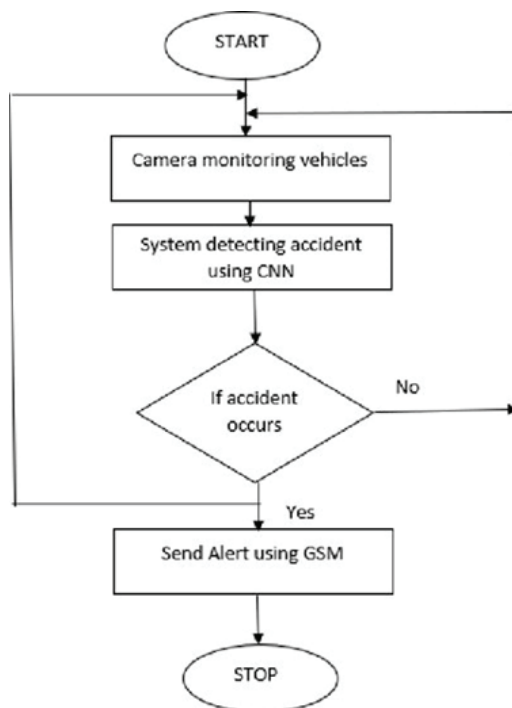 START
Camera monitoring vehicles
System detecting accident
using CNN
If accident
occurs
No
Yes
Send Alert using GSM
STOP